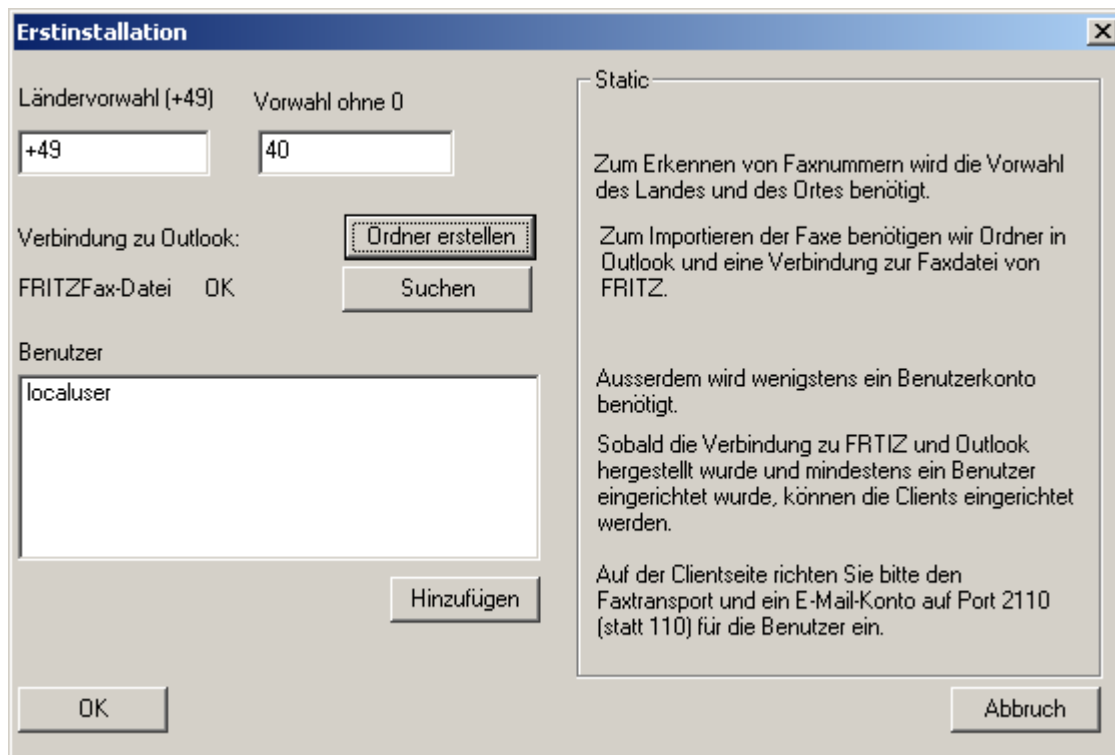 Erstinstallation
Ländervorwahl (+49)
Vorwahl ohne 0
+49
40
Verbindung zu Outlook:
Ordner erstellen
FRITZFax-Datei OK
Suchen
Benutzer
localuser
Hinzufügen
OK
Static
Zum Erkennen von Faxnummern wird die Vorwahl
des Landes und des Ortes benötigt.
Zum Importieren der Faxe benötigen wir Ordner in
Outlook und eine Verbindung zur Faxdatei von
FRITZ.
Ausserdem wird wenigstens ein Benutzerkonto
benötigt.
Sobald die Verbindung zu FRTIZ und Outlook
hergestellt wurde und mindestens ein Benutzer
eingerichtet wurde, können die Clients eingerichtet
werden.
Auf der Clientseite richten Sie bitte den
Faxtransport und ein E-Mail-Konto auf Port 2110
(statt 110) für die Benutzer ein.
Abbruch